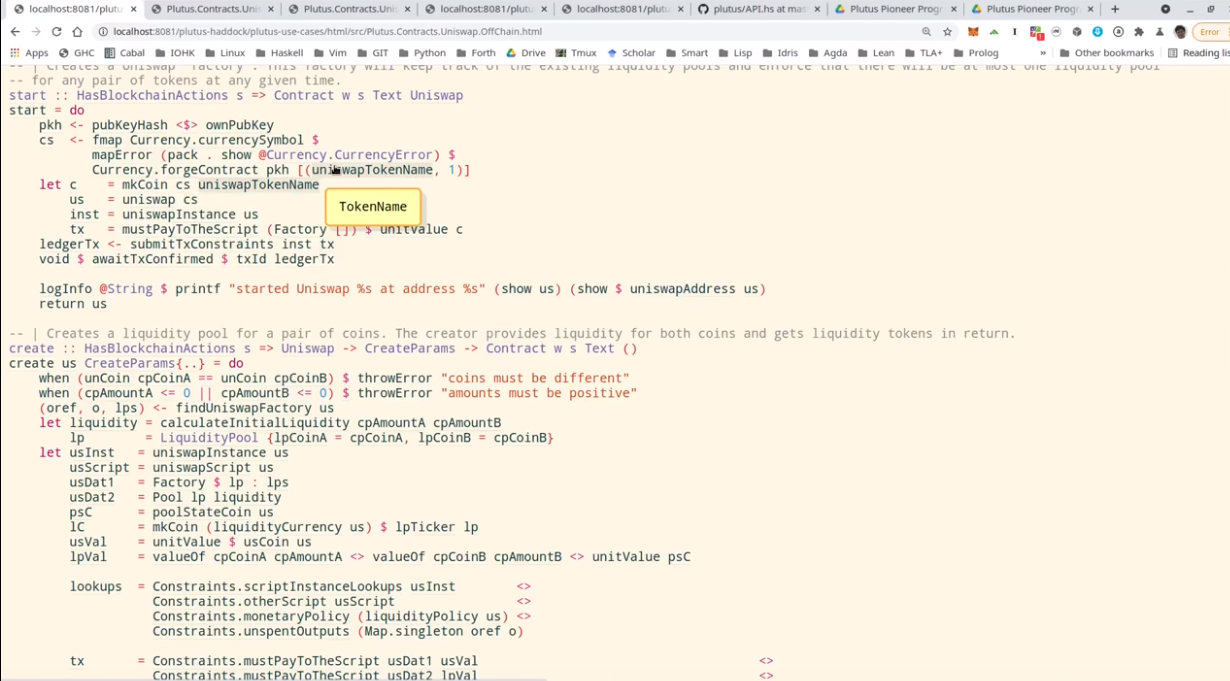 localhost:8081/plutu
Plutus.Contracts.Unis
Plutus.Contracts.Unis
localhost:8081/plutu
localhost:8081/plutu
plutus/API.hs at mas
Plutus Pioneer Progr
Plutus Pioneer Progr
localhost:8081/plutus-haddock/plutus-use-cases/html/src/Plutus.Contracts.Uniswap.OffChain.html
Error
Apps GHC Cabal IOHK Linux Haskell Vim GIT Python Forth Drive Tmux Scholar Smart Lisp Idris Agda Lean TLA+ Prolog » Other bookmarks Reading lis
-- | Creates a Uniswap "factory". This factory will keep track of the existing liquidity pools and enforce that there will be at most one liquidity pool
-- for any pair of tokens at any given time.
start :: HasBlockchainActions s => Contract w s Text Uniswap
start = do
pkh <- pubKeyHash <$> ownPubKey
cs <- fmap Currency.currencySymbol $
mapError (pack . show @Currency.CurrencyError) $
Currency.forgeContract pkh [(uniswapTokenName, 1)]
let c = mkCoin cs uniswapTokenName
us = uniswap cs
TokenName
inst = uniswapInstance us
tx = mustPayToTheScript (Factory []) $ unitValue c
ledgerTx <- submitTxConstraints inst tx
void $ awaitTxConfirmed $ txId ledgerTx
logInfo @String $ printf "started Uniswap %s at address %s" (show us) (show $ uniswapAddress us)
return us
-- | Creates a liquidity pool for a pair of coins. The creator provides liquidity for both coins and gets liquidity tokens in return.
create :: HasBlockchainActions s => Uniswap -> CreateParams -> Contract w s Text ()
create us CreateParams{..} = do
when (unCoin cpCoinA == unCoin cpCoinB) $ throwError "coins must be different"
when (cpAmountA <= 0 || cpAmountB <= 0) $ throwError "amounts must be positive"
(oref, o, lps) <- findUniswapFactory us
let liquidity = calculateInitialLiquidity cpAmountA cpAmountB
lp = LiquidityPool {lpCoinA = cpCoinA, lpCoinB = cpCoinB}
let usInst = uniswapInstance us
usScript = uniswapScript us
usDat1 = Factory $ lp : lps
usDat2 = Pool lp liquidity
psC = poolStateCoin us
lC = mkCoin (liquidityCurrency us) $ lpTicker lp
usVal = unitValue $ usCoin us
lpVal = valueOf cpCoinA cpAmountA <> valueOf cpCoinB cpAmountB <> unitValue psC
lookups = Constraints.scriptInstanceLookups usInst <>
Constraints.otherScript usScript <>
Constraints.monetaryPolicy (liquidityPolicy us) <>
Constraints.unspentOutputs (Map.singleton oref o)
tx = Constraints.mustPayToTheScript usDat1 usVal <>
Constraints.mustPayToTheScript usDat2 lpVal <>